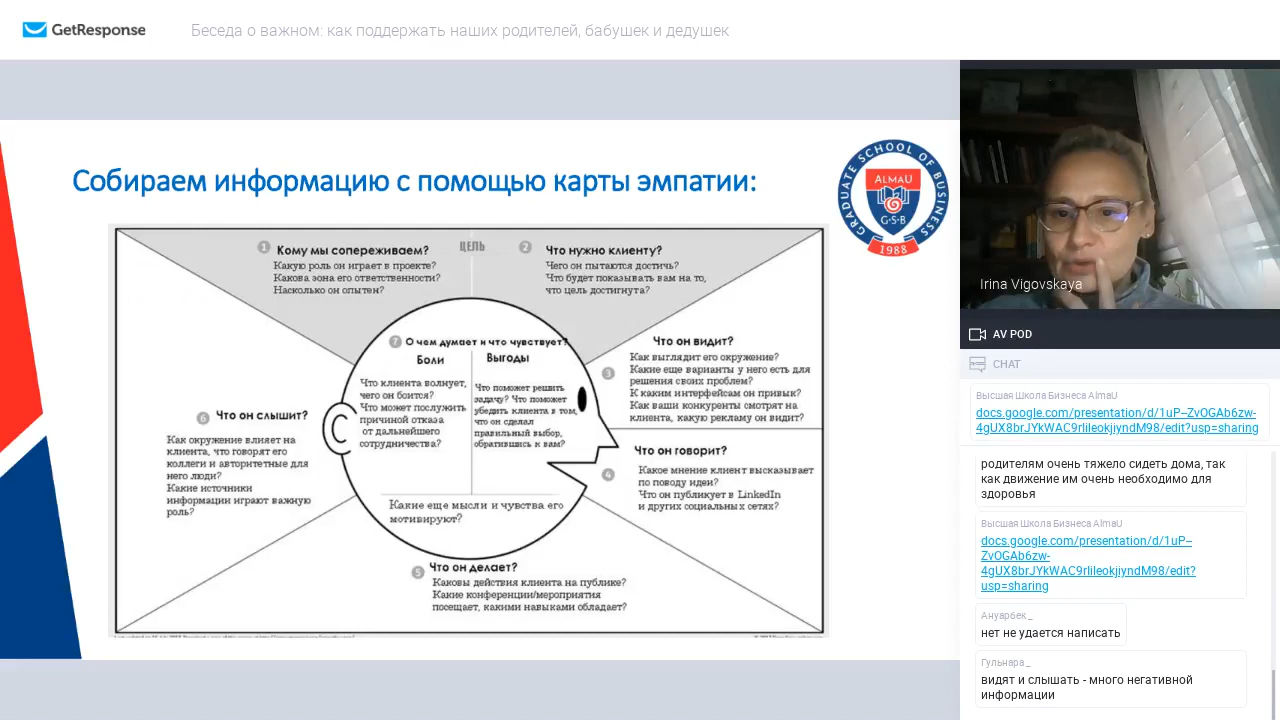 GetResponse
Беседа о важном: как поддержать наших родителей, бабушек и дедушек
Собираем информацию с помощью карты эмпатии:
GRADUATE SCHOOL OF BUSINESS
ALMAU
G·S·B
1988
ЦЕЛЬ
1 Кому мы сопереживаем?
Какую роль он играет в проекте?
Какова зона его ответственности?
Насколько он опытен?
2 Что нужно клиенту?
Чего он пытаются достичь?
Что будет показывать вам на то,
что цель достигнута?
7 О чем думает и что чувствует?
Боли
Что клиента волнует,
чего он боится?
Что может послужить
причиной отказа
от дальнейшего
сотрудничества?
Выгоды
Что поможет решить
задачу? Что поможет
убедить клиента в том,
что он сделал
правильный выбор,
обратившись к вам?
Какие еще мысли и чувства его
мотивируют?
3
Что он видит?
Как выглядит его окружение?
Какие еще варианты у него есть для
решения своих проблем?
К каким интерфейсам он привык?
Как ваши конкуренты смотрят на
клиента, какую рекламу он видит?
4
Что он говорит?
Какое мнение клиент высказывает
по поводу идеи?
Что он публикует в LinkedIn
и других социальных сетях?
5 Что он делает?
Каковы действия клиента на публике?
Какие конференции/мероприятия
посещает, какими навыками обладает?
6 Что он слышит?
Как окружение влияет на
клиента, что говорят его
коллеги и авторитетные для
него люди?
Какие источники
информации играют важную
роль?
Irina Vigovskaya
AV POD
CHAT
Высшая Школа Бизнеса AlmaU
docs.google.com/presentation/d/1uP–ZvOGAb6zw-
4gUX8brJYkWAC9rIiIeokjiyndM98/edit?usp=sharing
родителям очень тяжело сидеть дома, так
как движение им очень необходимо для
здоровья
Высшая Школа Бизнеса AlmaU
docs.google.com/presentation/d/1uP–
ZvOGAb6zw-
4gUX8brJYkWAC9rIiIeokjiyndM98/edit?
usp=sharing
Ануарбек _
нет не удается написать
Гульнара _
видят и слышать - много негативной
информации